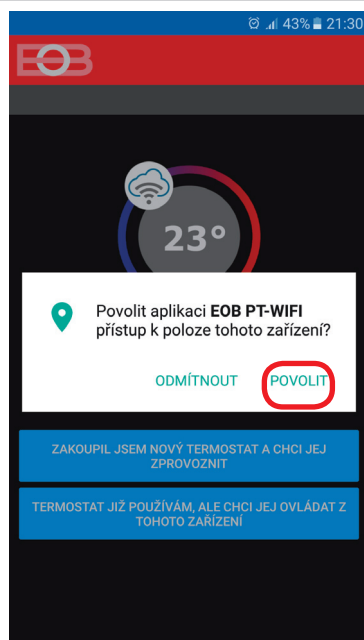 43% 21:30
EOB
23°
Povolit aplikaci EOB PT-WIFI
přístup k poloze tohoto zařízení?
ODMÍTNOUT POVOLIT
ZAKOUPIL JSEM NOVÝ TERMOSTAT A CHCI JEJ
ZPROVOZNIT
TERMOSTAT JIŽ POUŽÍVÁM, ALE CHCI JEJ OVLÁDAT Z
TOHOTO ZAŘÍZENÍ